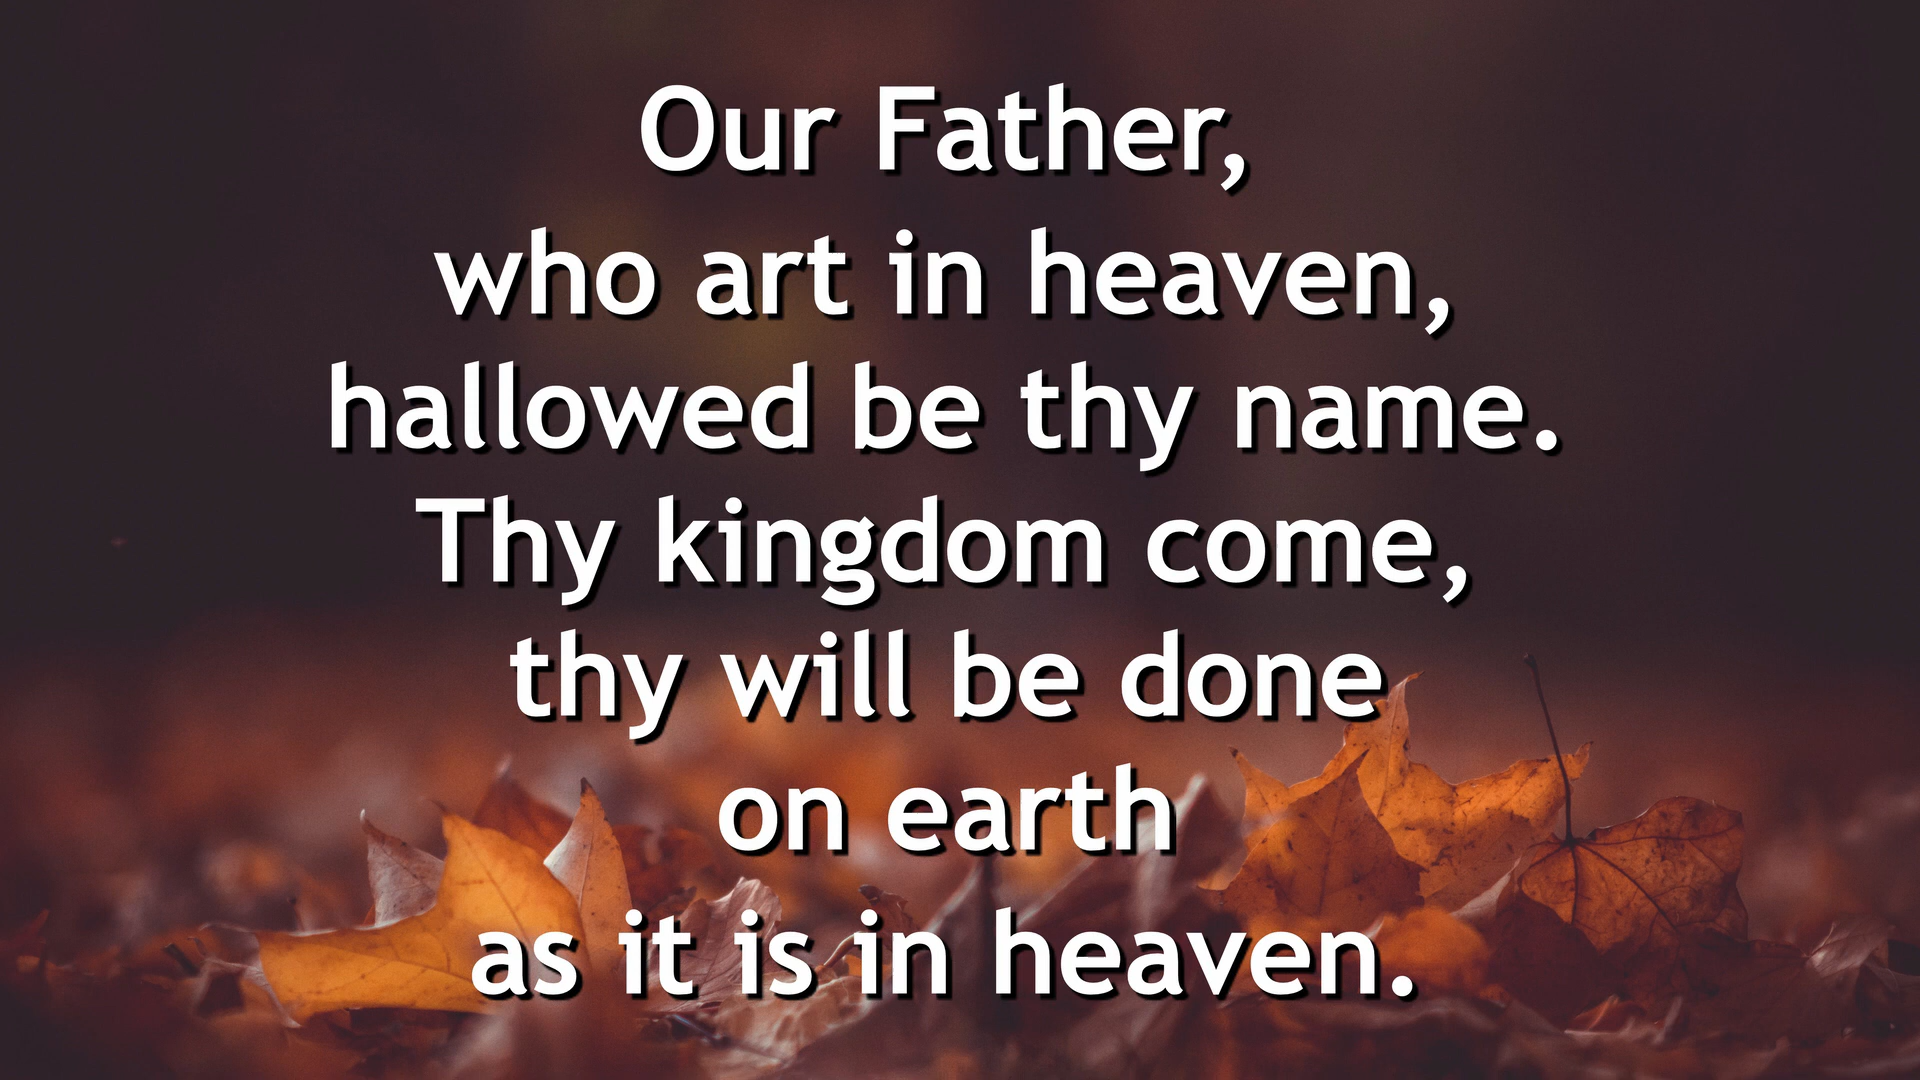 Our Father,
who art in heaven,
hallowed be thy name.
Thy kingdom come,
thy will be done
on earth
as it is in heaven.